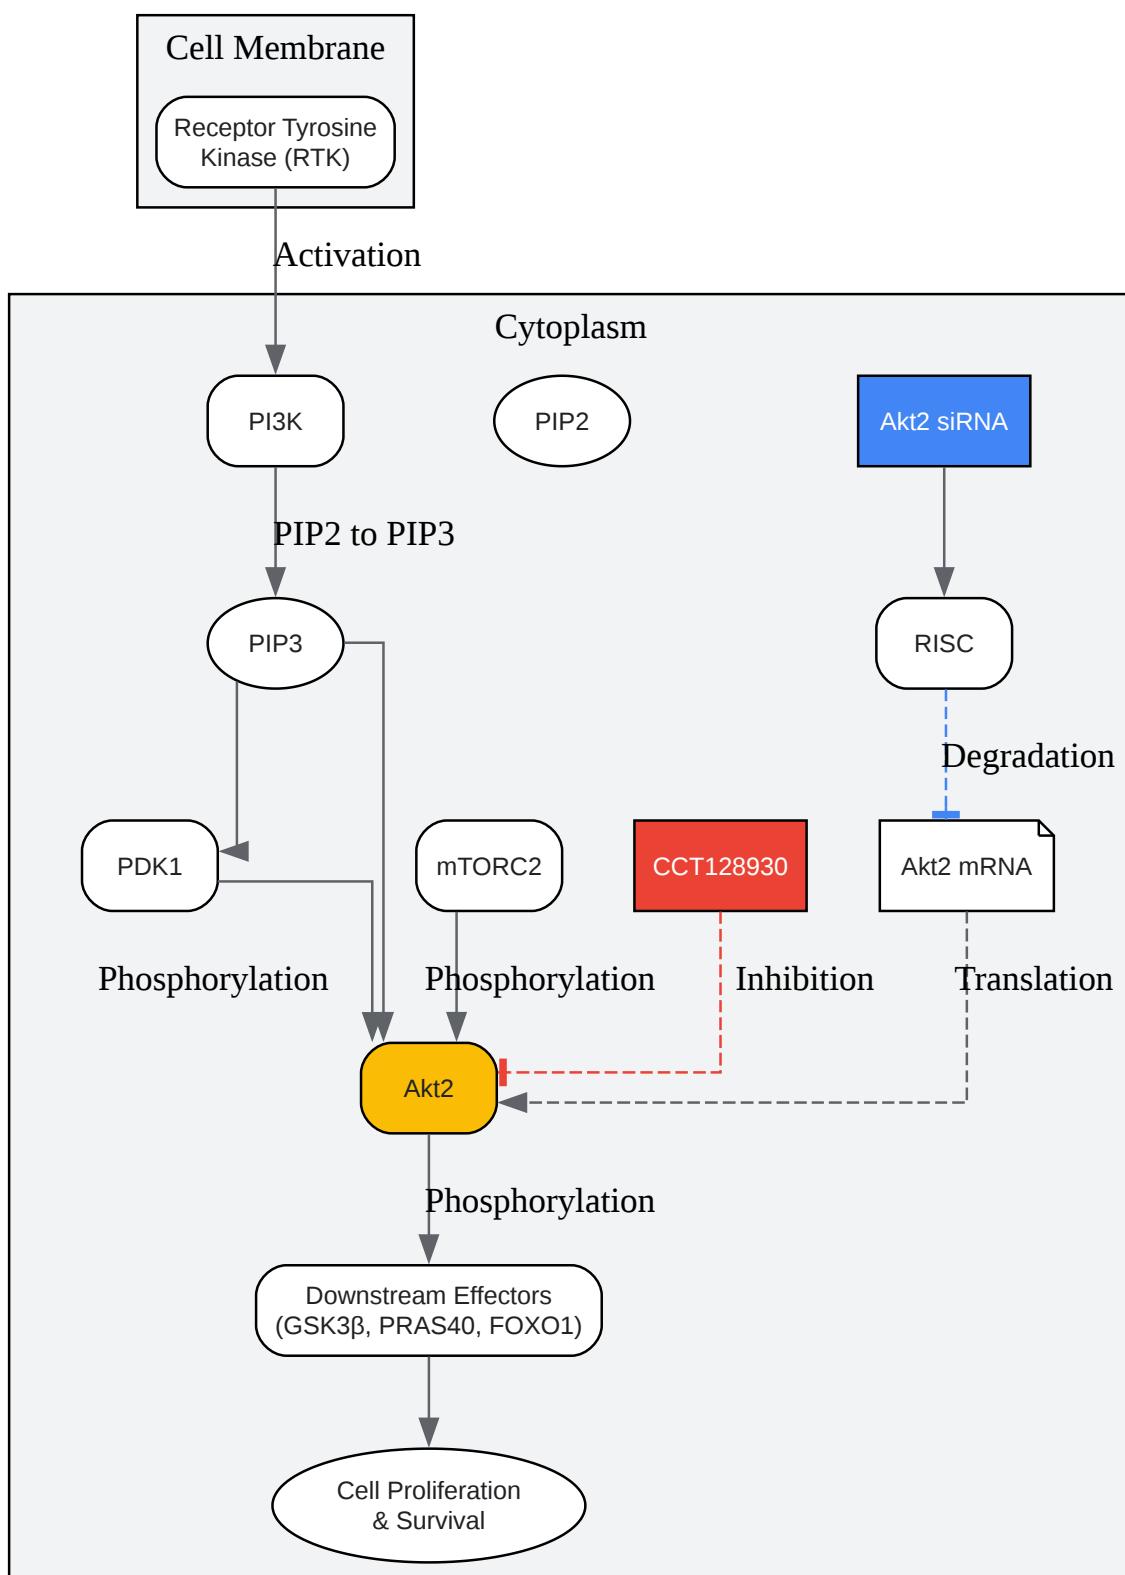 Cell Membrane
Receptor Tyrosine
Kinase (RTK)
Activation
Cytoplasm
PI3K
PIP2
Akt2 siRNA
PIP2 to PIP3
PIP3
RISC
Degradation
PDK1
mTORC2
CCT128930
Akt2 mRNA
Phosphorylation
Phosphorylation
Inhibition
Translation
Akt2
Phosphorylation
Downstream Effectors
(GSK3β, PRAS40, FOXO1)
Cell Proliferation
& Survival